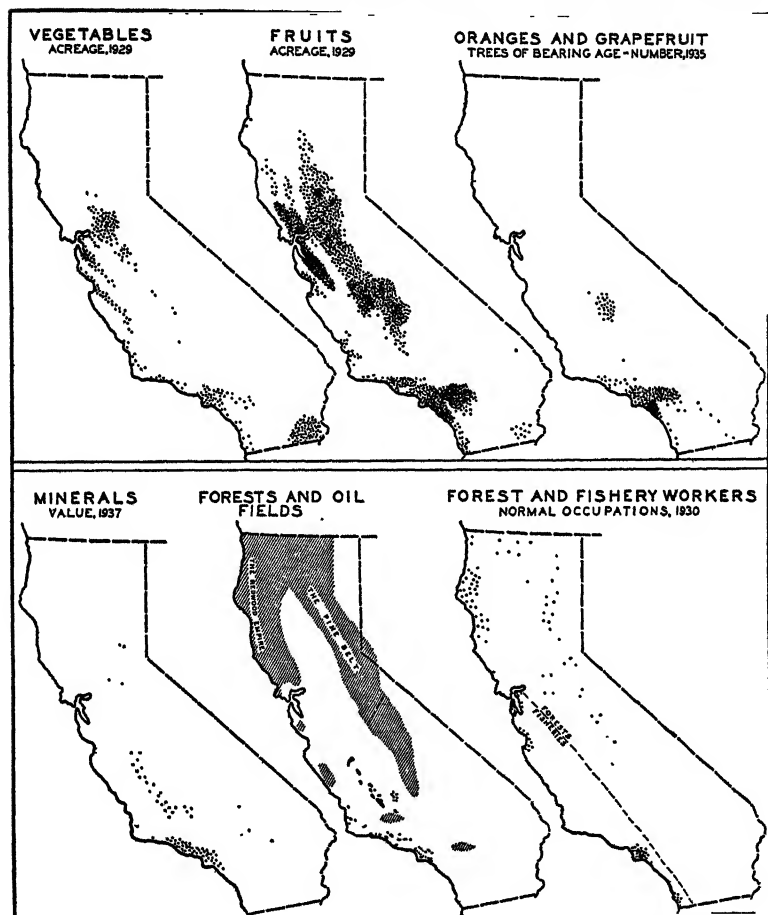 VEGETABLES
ACREAGE, 1929
FRUITS
ACREAGE, 1929
ORANGES AND GRAPEFRUIT
TREES OF BEARING AGE-NUMBER, 1935
MINERALS
VALUE, 1937
FORESTS AND OIL
FIELDS
THE REDWOOD EMPIRE
THE PINE BELT
FOREST AND FISHERY WORKERS
NORMAL OCCUPATIONS, 1930
FORESTS
FISHERIES